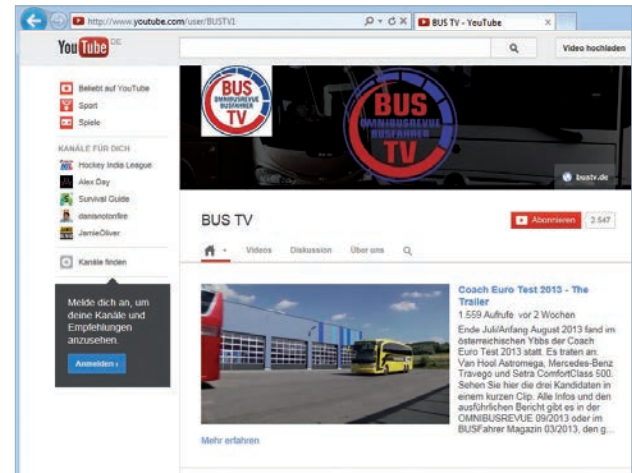 http://www.youtube.com/user/BUSTV1
BUS TV - YouTube
YouTube DE
Video hochladen
Beliebt auf YouTube
Sport
Spiele
KANÄLE FÜR DICH
Hockey India League
Alex Day
Survival Guide
danisnotonfire
JamieOliver
Kanäle finden
Melde dich an, um
deine Kanäle und
Empfehlungen
anzusehen.
Anmelden ›
BUS
OMNIBUSREVUE
BUSFAHRER
TV
BUS
OMNIBUSREVUE
BUSFAHRER
TV
bustv.de
BUS TV
Abonnieren 2 547
Videos Diskussion Über uns
Coach Euro Test 2013 - The
Trailer
1.559 Aufrufe vor 2 Wochen
Ende Juli/Anfang August 2013 fand im
österreichischen Ybbs der Coach
Euro Test 2013 statt. Es traten an:
Van Hool Astromega, Mercedes-Benz
Travego und Setra ComfortClass 500.
Sehen Sie hier die drei Kandidaten in
einem kurzen Clip. Alle Infos und den
ausführlichen Bericht gibt es in der
OMNIBUSREVUE 09/2013 oder im
BUSFahrer Magazin 03/2013, den g...
Mehr erfahren